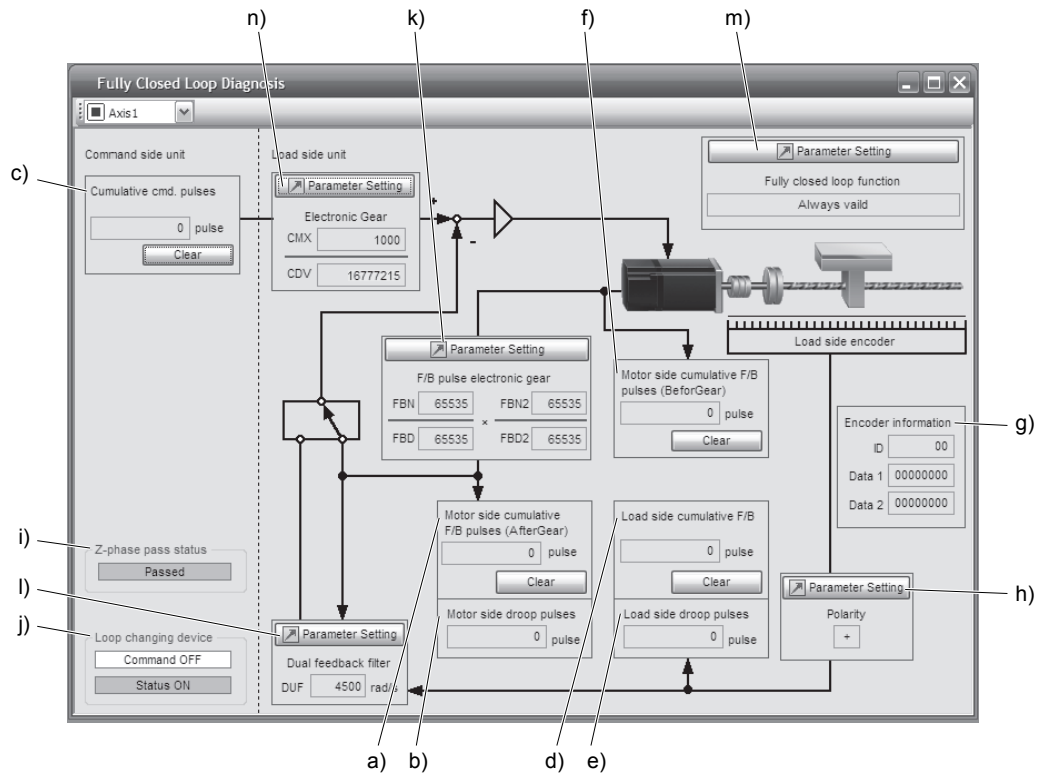 n)
k)
f)
m)
Fully Closed Loop Diagnosis
Axis1
Command side unit
Load side unit
Parameter Setting
Fully closed loop function
Always vaild
c)
Cumulative cmd. pulses
0 pulse
Clear
Parameter Setting
Electronic Gear
CMX 1000
CDV 16777215
+
-
Load side encoder
Parameter Setting
F/B pulse electronic gear
FBN 65535 FBN2 65535
×
FBD 65535 FBD2 65535
Motor side cumulative F/B
pulses (BeforGear)
0 pulse
Clear
Encoder information
ID 00
Data 1 00000000
Data 2 00000000
g)
Motor side cumulative
F/B pulses (AfterGear)
0 pulse
Clear
Motor side droop pulses
0 pulse
Load side cumulative F/B
0 pulse
Clear
Load side droop pulses
0 pulse
i)
Z-phase pass status
Passed
l)
j)
Loop changing device
Command OFF
Status ON
Parameter Setting
Dual feedback filter
DUF 4500 rad/s
Parameter Setting
Polarity
+
h)
a)
b)
d)
e)